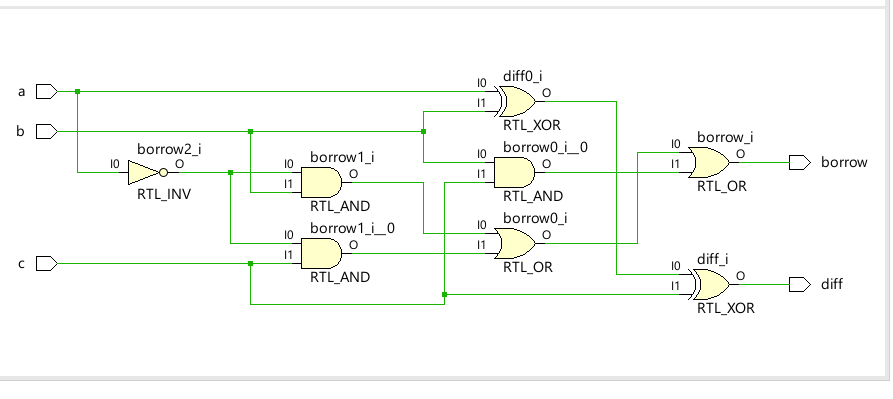 diff0_i
I0
O
I1
RTL_XOR
a
b
borrow2_i
I0
O
RTL_INV
borrow1_i
I0
O
I1
RTL_AND
borrow0_i__0
I0
O
I1
RTL_AND
borrow_i
I0
O
I1
RTL_OR
borrow
borrow1_i__0
I0
O
I1
RTL_AND
borrow0_i
I0
O
I1
RTL_OR
c
diff_i
I0
O
I1
RTL_XOR
diff